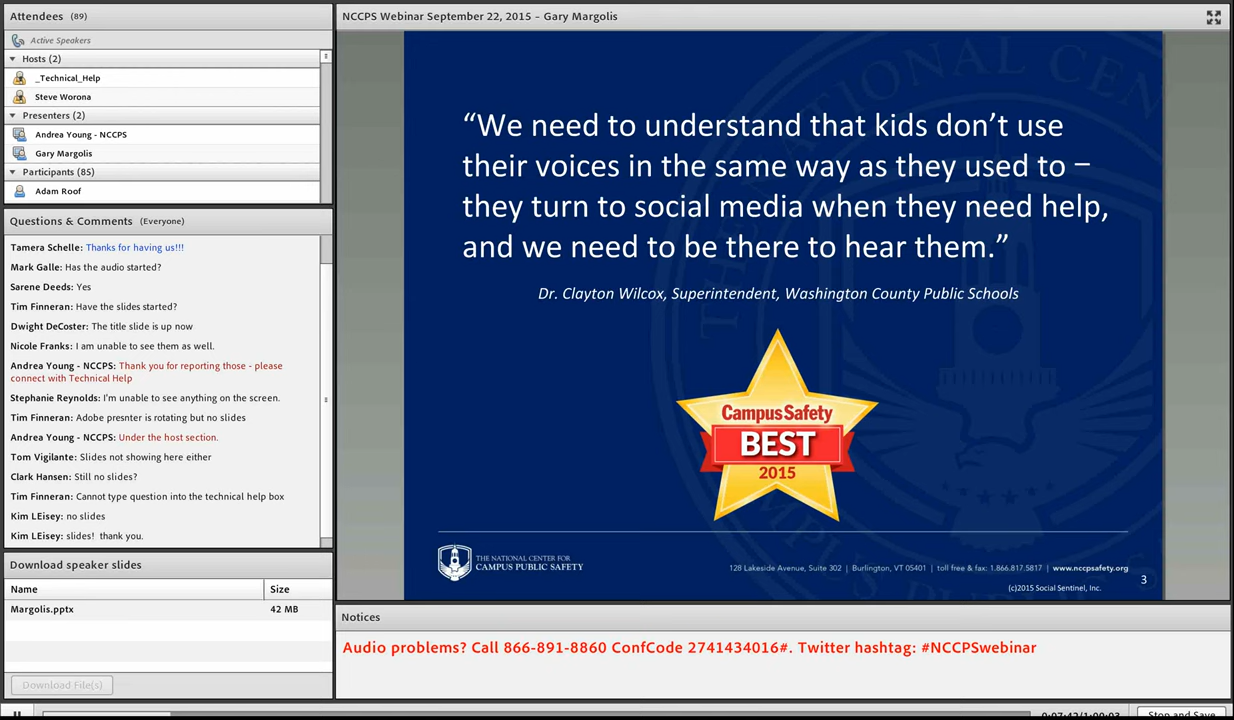 Attendees (89)
Active Speakers
Hosts (2)
_Technical_Help
Steve Worona
Presenters (2)
Andrea Young - NCCPS
Gary Margolis
Participants (85)
Adam Roof
Questions & Comments (Everyone)
Tamera Schelle: Thanks for having us!!!
Mark Galle: Has the audio started?
Sarene Deeds: Yes
Tim Finneran: Have the slides started?
Dwight DeCoster: The title slide is up now
Nicole Franks: I am unable to see them as well.
Andrea Young - NCCPS: Thank you for reporting those - please
connect with Technical Help
Stephanie Reynolds: I'm unable to see anything on the screen.
Tim Finneran: Adobe presnter is rotating but no slides
Andrea Young - NCCPS: Under the host section.
Tom Vigilante: Slides not showing here either
Clark Hansen: Still no slides?
Tim Finneran: Cannot type question into the technical help box
Kim LEisey: no slides
Kim LEisey: slides! thank you.
Download speaker slides
Name Size
Margolis.pptx 42 MB
Download File(s)
NCCPS Webinar September 22, 2015 - Gary Margolis
“We need to understand that kids don’t use
their voices in the same way as they used to –
they turn to social media when they need help,
and we need to be there to hear them.”
Dr. Clayton Wilcox, Superintendent, Washington County Public Schools
Campus Safety
BEST
2015
THE NATIONAL CENTER FOR
CAMPUS PUBLIC SAFETY
128 Lakeside Avenue, Suite 302 | Burlington, VT 05401 | toll free & fax: 1.866.817.5817 | www.nccpsafety.org
3
(c)2015 Social Sentinel, Inc.
Notices
Audio problems? Call 866-891-8860 ConfCode 2741434016#. Twitter hashtag: #NCCPSwebinar
0:07:42/1:00:03
Stop and Save